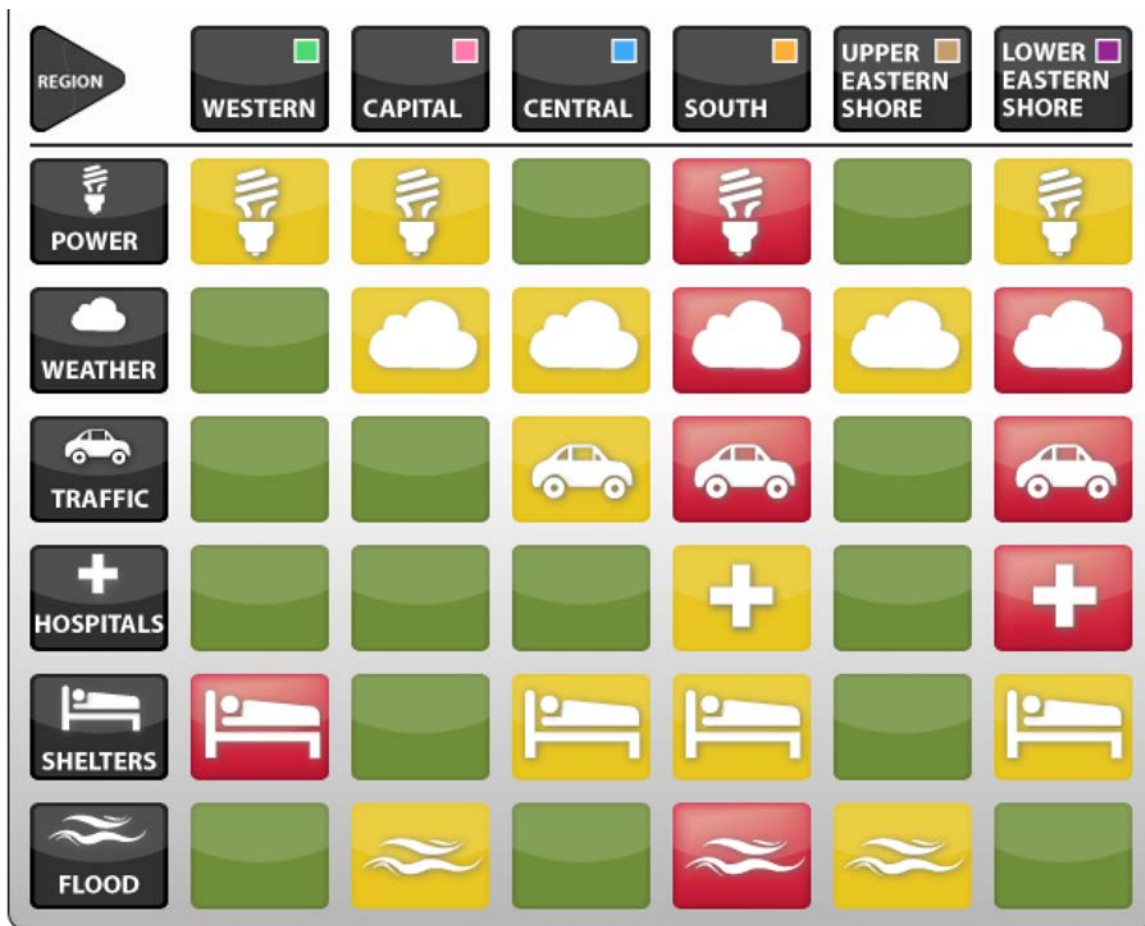 REGION
WESTERN
CAPITAL
CENTRAL
SOUTH
UPPER
EASTERN
SHORE
LOWER
EASTERN
SHORE
POWER
WEATHER
TRAFFIC
HOSPITALS
SHELTERS
FLOOD